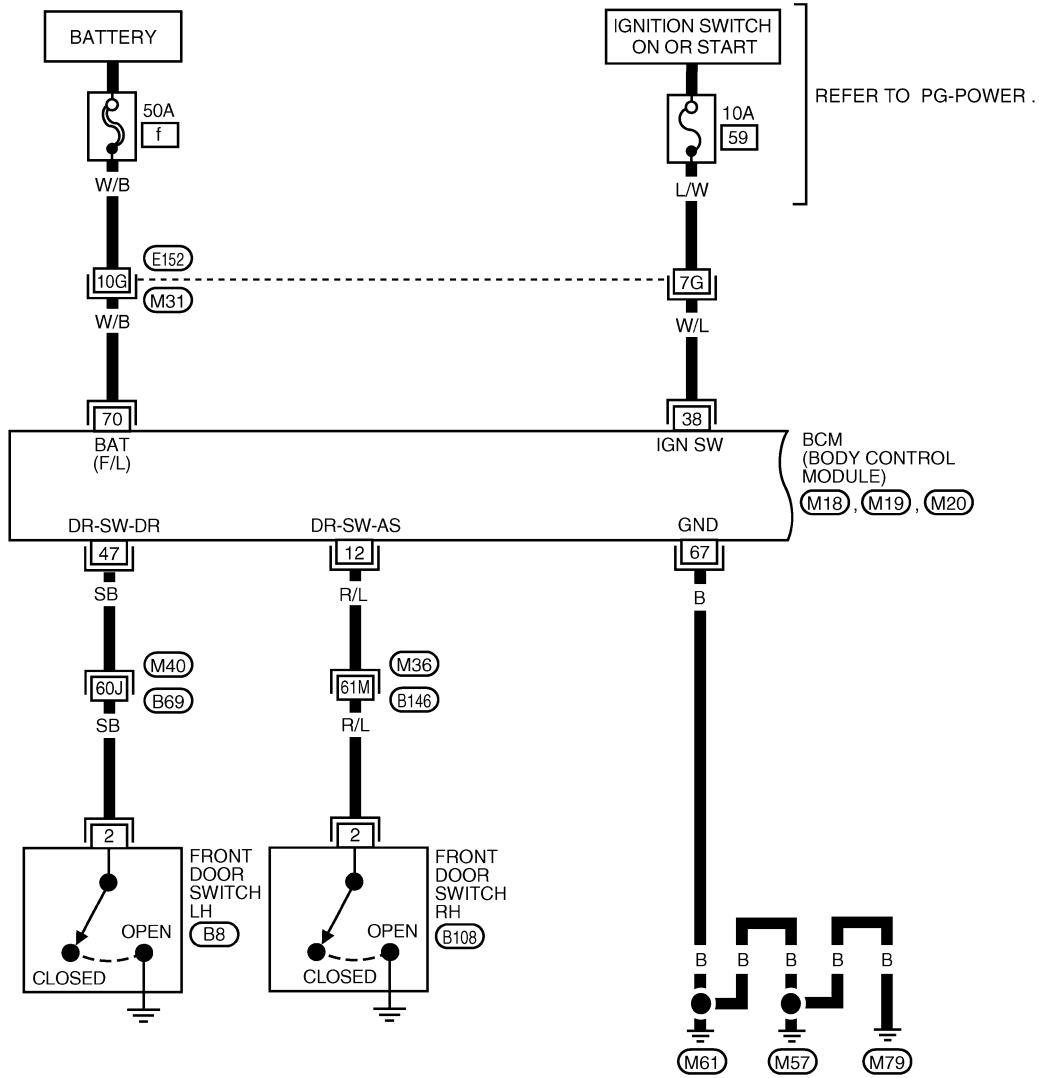 BATTERY
IGNITION SWITCH
ON OR START
REFER TO PG-POWER .
50A
f
10A
59
W/B
L/W
E152
10G
7G
M31
W/B
W/L
70
38
BAT
(F/L)
IGN SW
BCM
(BODY CONTROL
MODULE)
M18 , M19 , M20
DR-SW-DR
DR-SW-AS
GND
47
12
67
SB
R/L
B
M40
M36
60J
61M
B69
B146
SB
R/L
2
2
FRONT
DOOR
SWITCH
LH
B8
FRONT
DOOR
SWITCH
RH
B108
OPEN
CLOSED
OPEN
CLOSED
B
B
B
B
B
M61
M57
M79